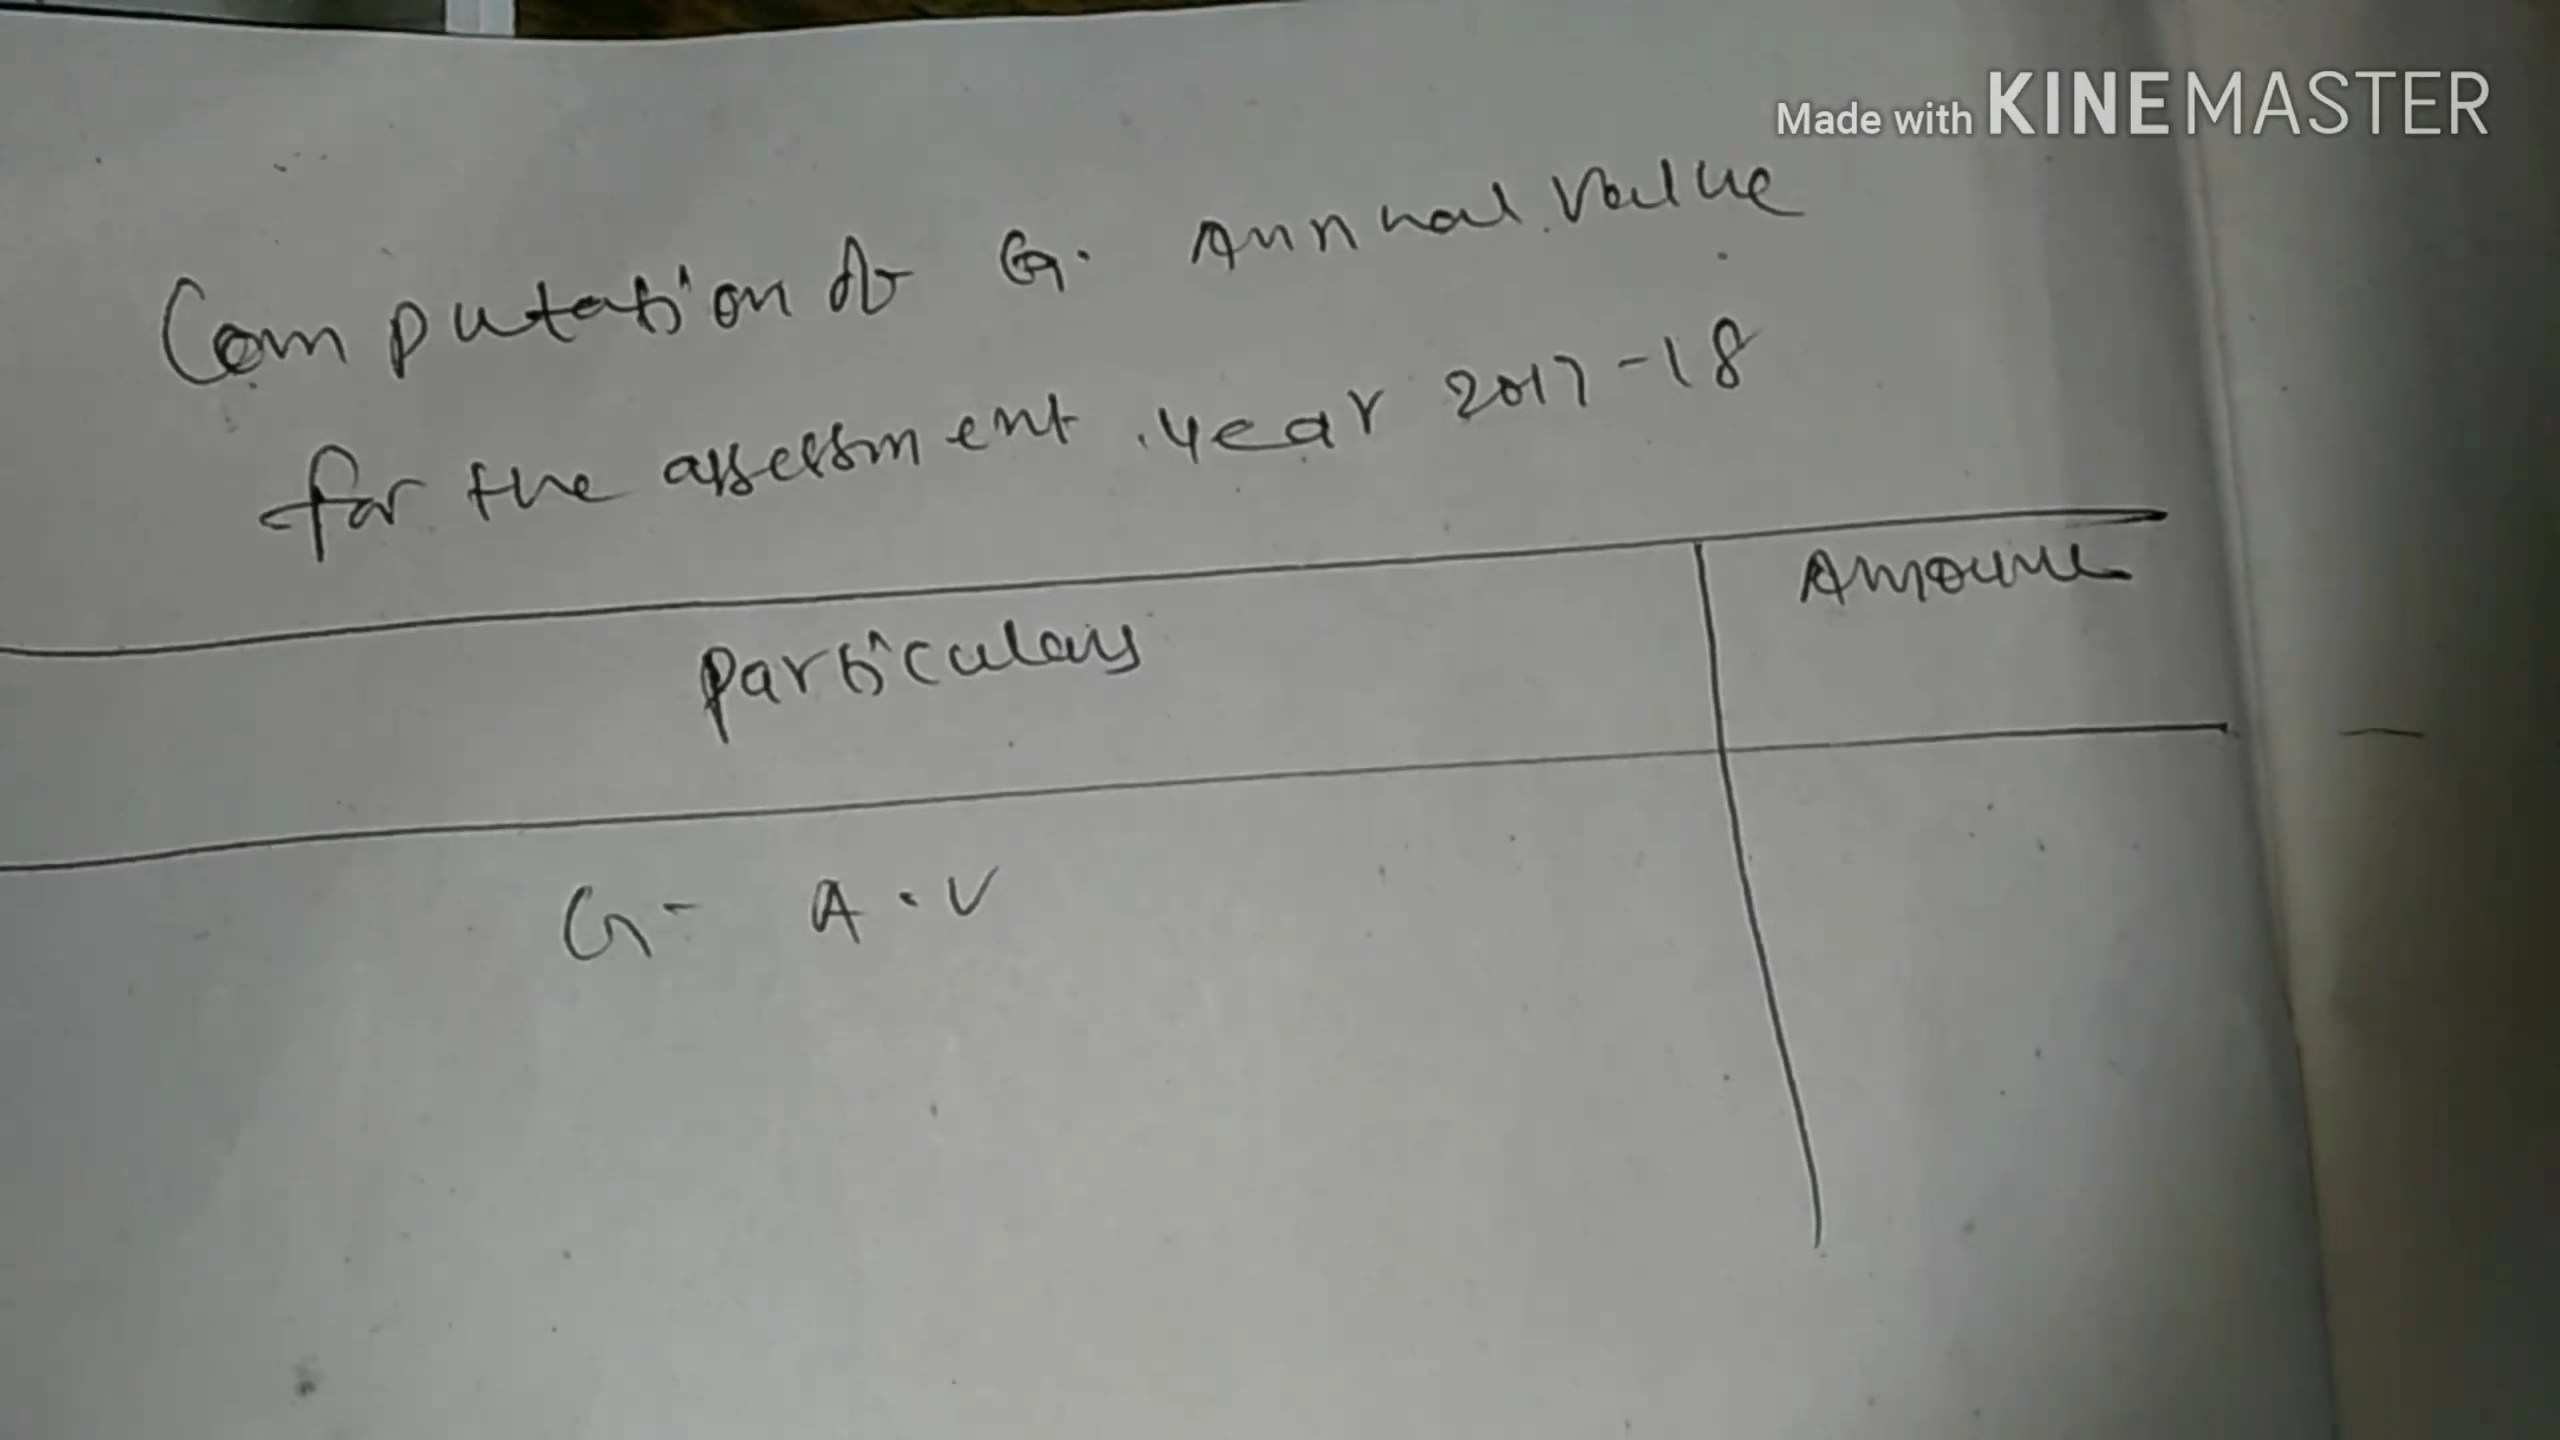 Made with KINEMASTER
Computation of G. Annual Value
for the assessment year 2017-18
Particulars
Amount
G- A.V